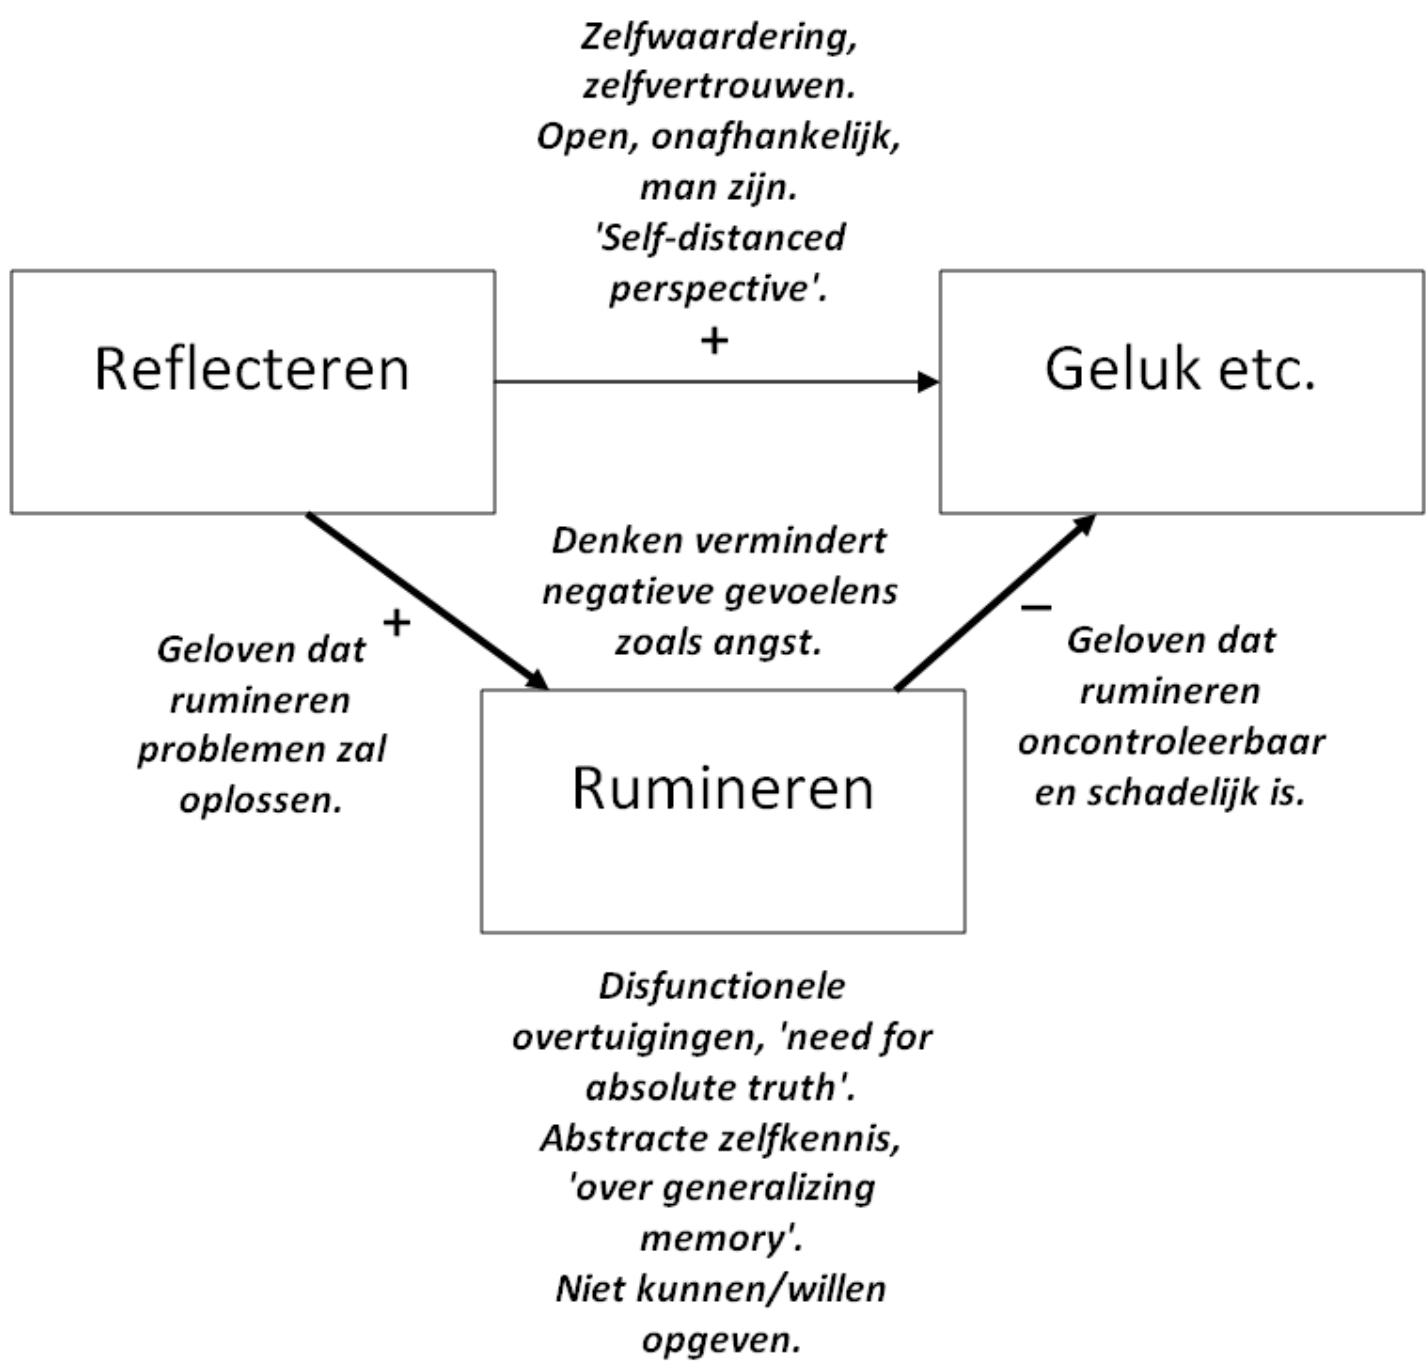 Zelfwaardering,
zelfvertrouwen.
Open, onafhankelijk,
man zijn.
'Self-distanced
perspective'.
+
Reflecteren
Geluk etc.
Denken vermindert
negatieve gevoelens
zoals angst.
+
Geloven dat
rumineren
problemen zal
oplossen.
–
Geloven dat
rumineren
oncontroleerbaar
en schadelijk is.
Rumineren
Disfunctionele
overtuigingen, 'need for
absolute truth'.
Abstracte zelfkennis,
'over generalizing
memory'.
Niet kunnen/willen
opgeven.